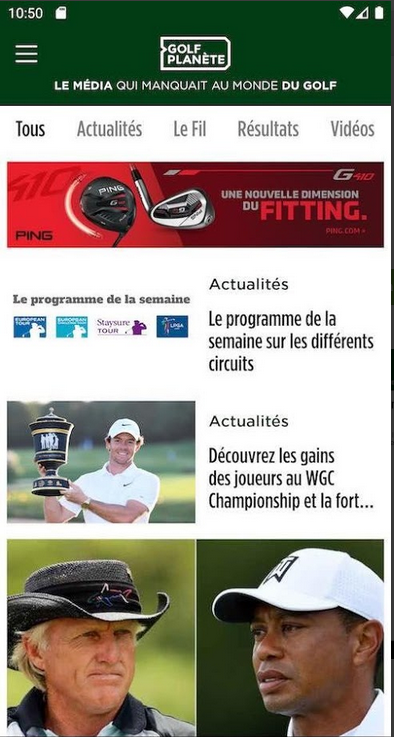 10:50
GOLF
PLANÈTE
LE MÉDIA QUI MANQUAIT AU MONDE DU GOLF
Tous Actualités Le Fil Résultats Vidéos
G410
UNE NOUVELLE DIMENSION
DU FITTING.
PING
PING
PING.COM
Actualités
Le programme de la semaine
Le programme de la
semaine sur les différents
circuits
EUROPEAN
TOUR
EUROPEAN
Staysure
TOUR
LPGA
Actualités
Découvrez les gains
des joueurs au WGC
Championship et la fort...